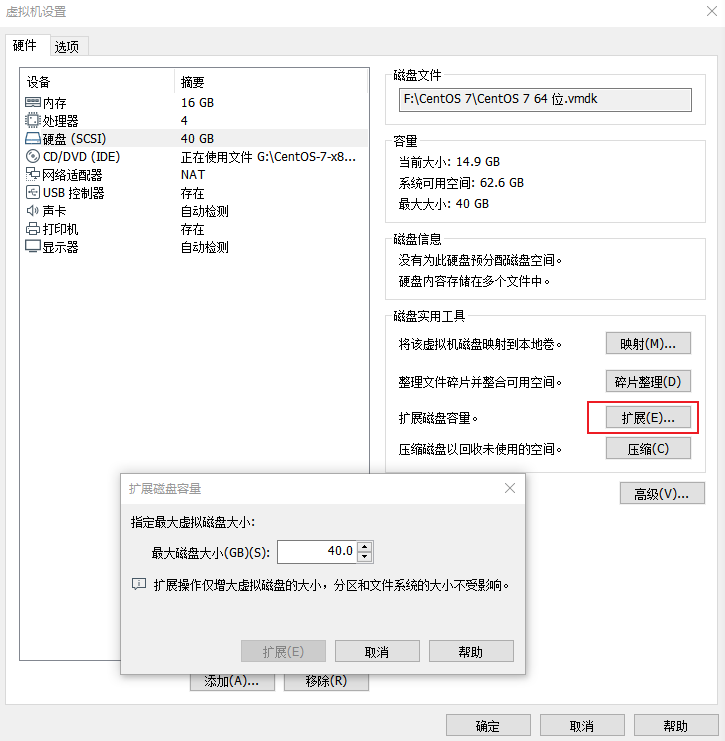 虚拟机设置
硬件 选项
设备 摘要
内存 16 GB
处理器 4
硬盘 (SCSI) 40 GB
CD/DVD (IDE) 正在使用文件 G:\CentOS-7-x8...
网络适配器 NAT
USB 控制器 存在
声卡 自动检测
打印机 存在
显示器 自动检测
磁盘文件
F:\CentOS 7\CentOS 7 64 位.vmdk
容量
当前大小: 14.9 GB
系统可用空间: 62.6 GB
最大大小: 40 GB
磁盘信息
没有为此硬盘预分配磁盘空间。
硬盘内容存储在多个文件中。
磁盘实用工具
将该虚拟机磁盘映射到本地卷。 映射(M)...
整理文件碎片并整合可用空间。 碎片整理(D)
扩展磁盘容量。 扩展(E)...
压缩磁盘以回收未使用的空间。 压缩(C)
高级(V)...
扩展磁盘容量
指定最大虚拟磁盘大小:
最大磁盘大小(GB)(S): 40.0
扩展操作仅增大虚拟磁盘的大小，分区和文件系统的大小不受影响。
扩展(E) 取消 帮助
添加(A)... 移除(R)
确定 取消 帮助